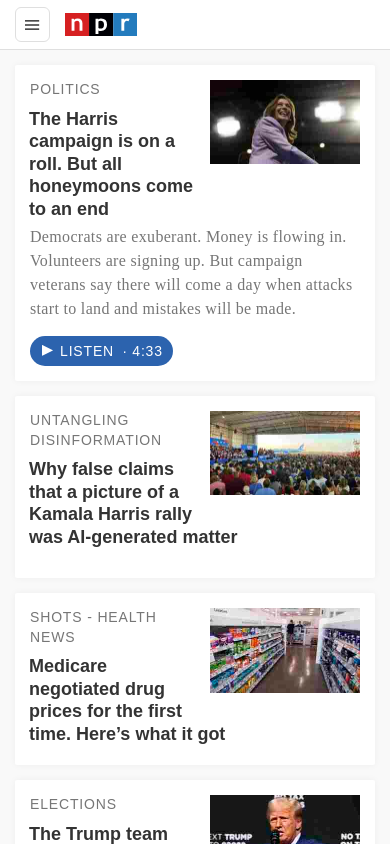 npr
POLITICS
The Harris
campaign is on a
roll. But all
honeymoons come
to an end
Democrats are exuberant. Money is flowing in.
Volunteers are signing up. But campaign
veterans say there will come a day when attacks
start to land and mistakes will be made.
LISTEN · 4:33
UNTANGLING
DISINFORMATION
Why false claims
that a picture of a
Kamala Harris rally
was AI-generated matter
SHOTS - HEALTH
NEWS
Medicare
negotiated drug
prices for the first
time. Here’s what it got
ELECTIONS
The Trump team
EXT TRUMP